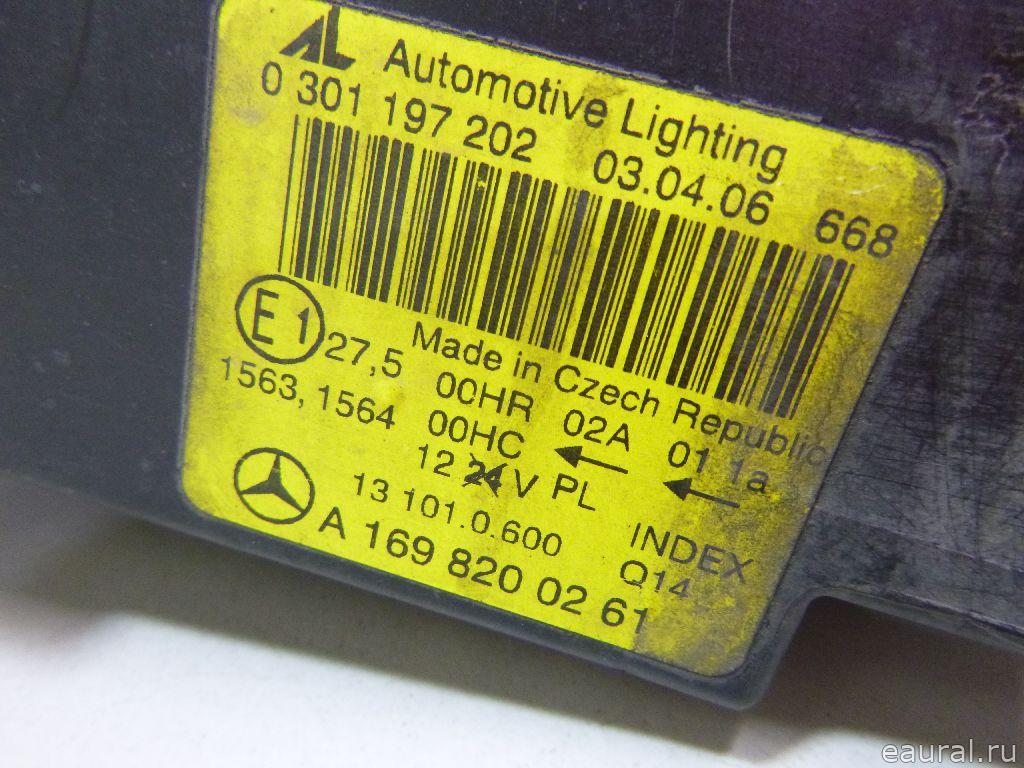 AL Automotive Lighting
0 301 197 202 03.04.06 668
Made in Czech Republic
E1 27,5 00HR 02A 01 1a
1563, 1564 00HC ← ←
12 24 V PL
13 101.0.600 INDEX
A 169 820 02 61 Q14
eaural.ru